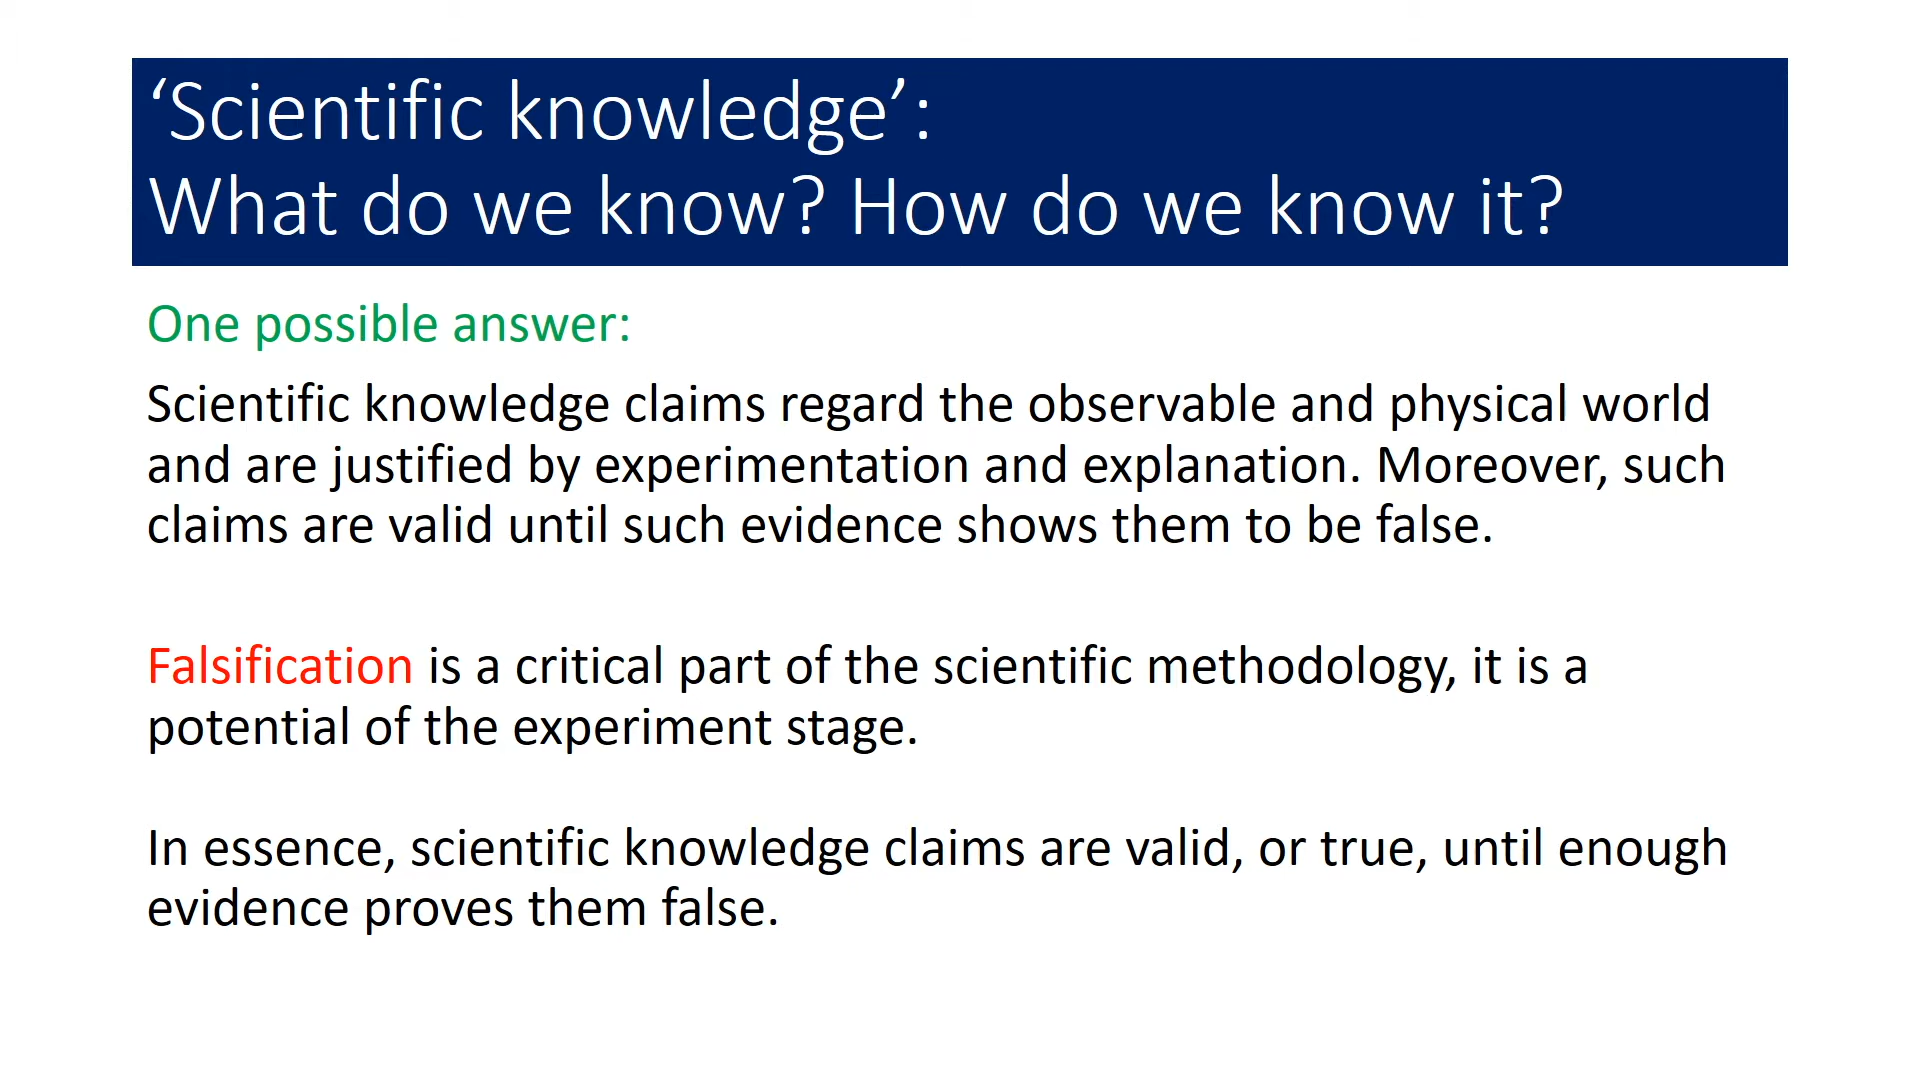 ‘Scientific knowledge’:
What do we know? How do we know it?
One possible answer:
Scientific knowledge claims regard the observable and physical world
and are justified by experimentation and explanation. Moreover, such
claims are valid until such evidence shows them to be false.
Falsification is a critical part of the scientific methodology, it is a
potential of the experiment stage.
In essence, scientific knowledge claims are valid, or true, until enough
evidence proves them false.